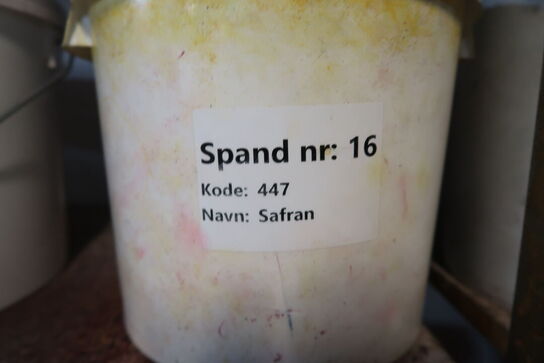 Spand nr: 16
Kode: 447
Navn: Safran